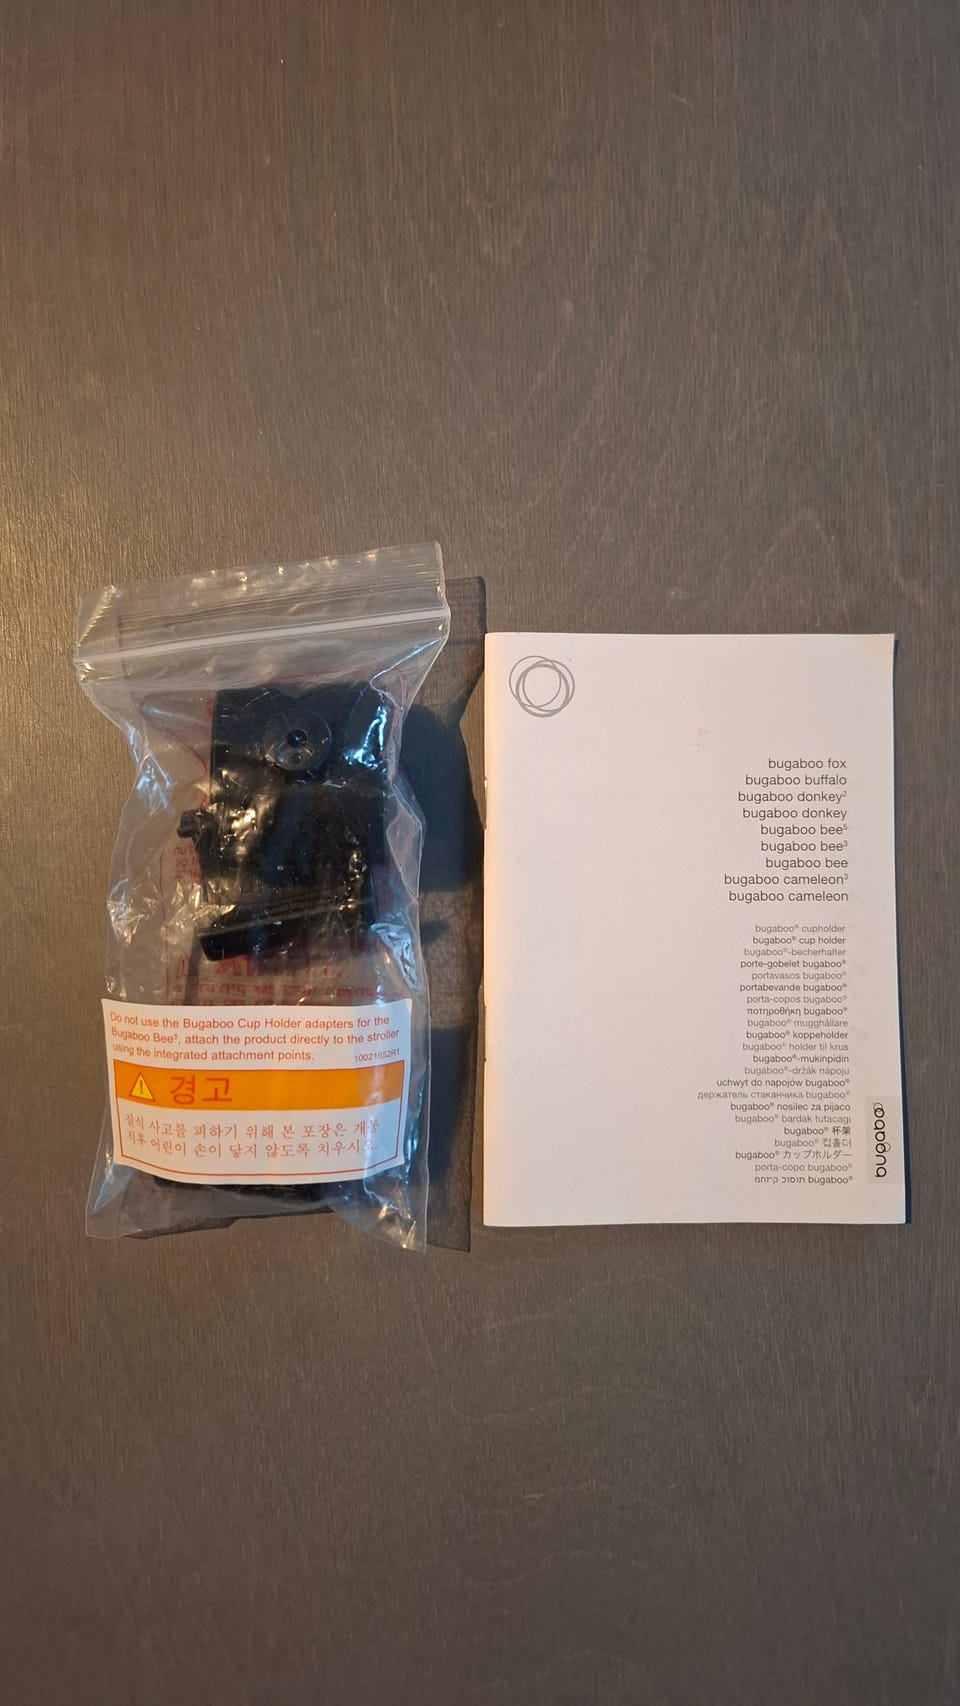 Do not use the Bugaboo Cup Holder adapters for the
Bugaboo Bee⁵, attach the product directly to the stroller
using the integrated attachment points.
10021652R1
경고
질식 사고를 피하기 위해 본 포장은 개봉
직후 어린이 손이 닿지 않도록 치우시오.
bugaboo fox
bugaboo buffalo
bugaboo donkey²
bugaboo donkey
bugaboo bee⁵
bugaboo bee³
bugaboo bee
bugaboo cameleon³
bugaboo cameleon
bugaboo® cupholder
bugaboo® cup holder
bugaboo®-becherhalter
porte-gobelet bugaboo®
portavasos bugaboo®
portabevande bugaboo®
porta-copos bugaboo®
ποτηροθήκη bugaboo®
bugaboo® mugghållare
bugaboo® koppeholder
bugaboo® holder til krus
bugaboo®-mukinpidin
bugaboo®-držák nápoju
uchwyt do napojów bugaboo®
держатель стаканчика bugaboo®
bugaboo® nosilec za pijaco
bugaboo® bardak tutacagı
bugaboo® 杯架
bugaboo® 컵홀더
bugaboo® カップホルダー
porta-copo bugaboo®
מחזיק כוסות bugaboo®
bugaboo